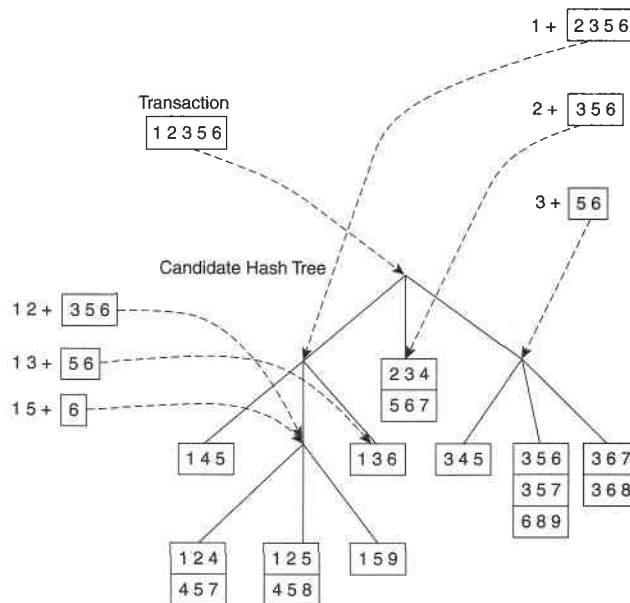 1 + 2 3 5 6
Transaction
1 2 3 5 6
2 + 3 5 6
3 + 5 6
Candidate Hash Tree
1 2 + 3 5 6
1 3 + 5 6
1 5 + 6
2 3 4
5 6 7
1 4 5
1 3 6
3 4 5
3 5 6
3 5 7
6 8 9
3 6 7
3 6 8
1 2 4
4 5 7
1 2 5
4 5 8
1 5 9